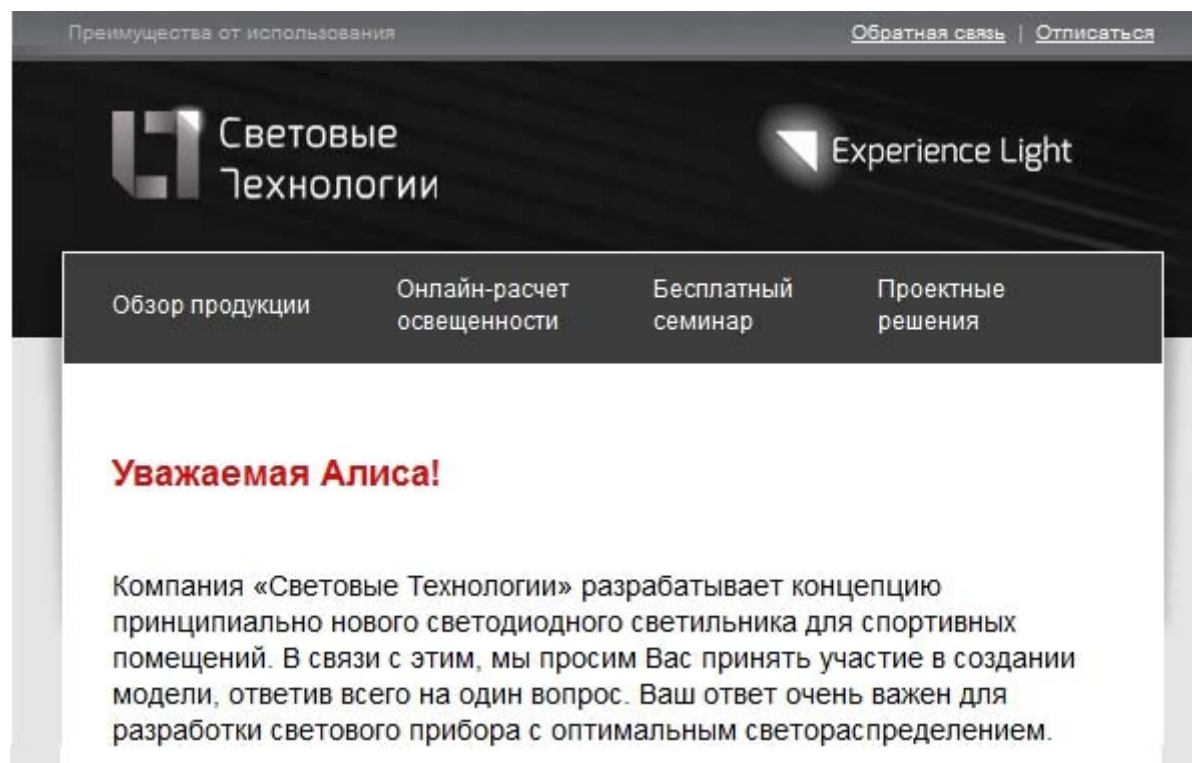 Преимущества от использования
Обратная связь | Отписаться
Световые
Технологии
Experience Light
Обзор продукции
Онлайн-расчет
освещенности
Бесплатный
семинар
Проектные
решения
Уважаемая Алиса!
Компания «Световые Технологии» разрабатывает концепцию
принципиально нового светодиодного светильника для спортивных
помещений. В связи с этим, мы просим Вас принять участие в создании
модели, ответив всего на один вопрос. Ваш ответ очень важен для
разработки светового прибора с оптимальным светораспределением.